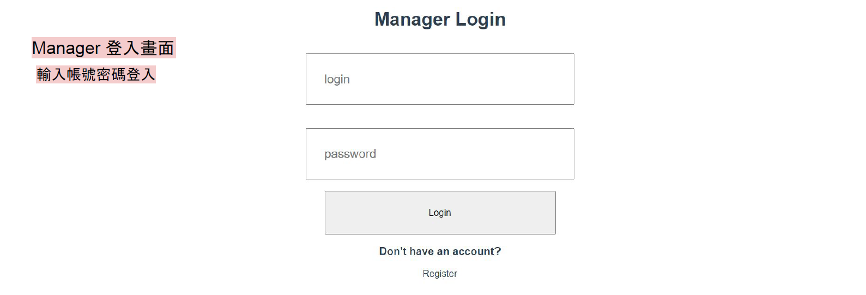 Manager Login
Manager 登入畫面
輸入帳號密碼登入
login
password
Login
Don't have an account?
Register